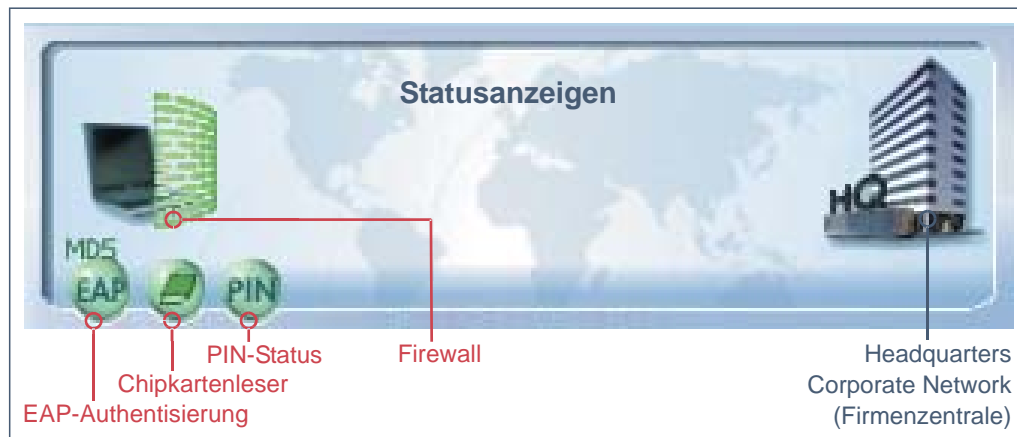 Statusanzeigen
HQ
MD5
EAP
PIN
PIN-Status
Firewall
Chipkartenleser
EAP-Authentisierung
Headquarters
Corporate Network
(Firmenzentrale)